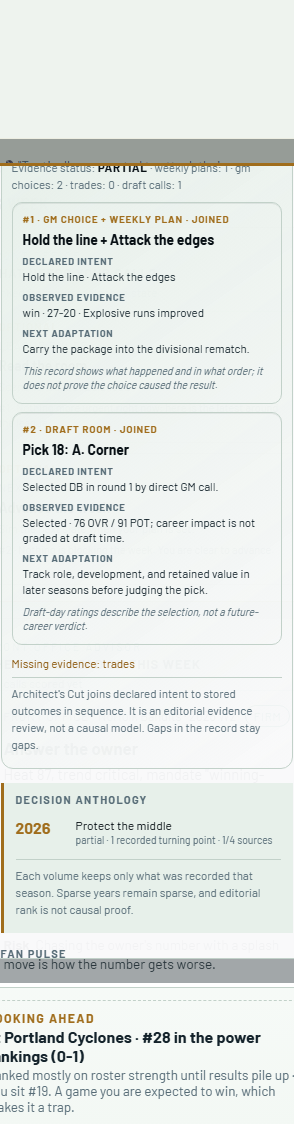 Evidence status: PARTIAL · weekly plans: 1 · gm
choices: 2 · trades: 0 · draft calls: 1
#1 · GM CHOICE + WEEKLY PLAN · JOINED
Hold the line + Attack the edges
DECLARED INTENT
Hold the line · Attack the edges
OBSERVED EVIDENCE
win · 27-20 · Explosive runs improved
NEXT ADAPTATION
Carry the package into the divisional rematch.
This record shows what happened and in what order; it
does not prove the choice caused the result.
#2 · DRAFT ROOM · JOINED
Pick 18: A. Corner
DECLARED INTENT
Selected DB in round 1 by direct GM call.
OBSERVED EVIDENCE
Selected · 76 OVR / 91 POT; career impact is not
graded at draft time.
NEXT ADAPTATION
Track role, development, and retained value in
later seasons before judging the pick.
Draft-day ratings describe the selection, not a future-
career verdict.
Missing evidence: trades
Architect's Cut joins declared intent to stored
outcomes in sequence. It is an editorial evidence
review, not a causal model. Gaps in the record stay
gaps.
the owner
DECISION ANTHOLOGY
2026 Protect the middle
partial · 1 recorded turning point · 1/4 sources
Each volume keeps only what was recorded that
season. Sparse years remain sparse, and editorial
rank is not causal proof.
FAN PULSE
move is how the number gets worse.
OOKING AHEAD
Portland Cyclones · #28 in the power
ankings (0-1)
anked mostly on roster strength until results pile up ·
u sit #19. A game you are expected to win, which
akes it a trap.